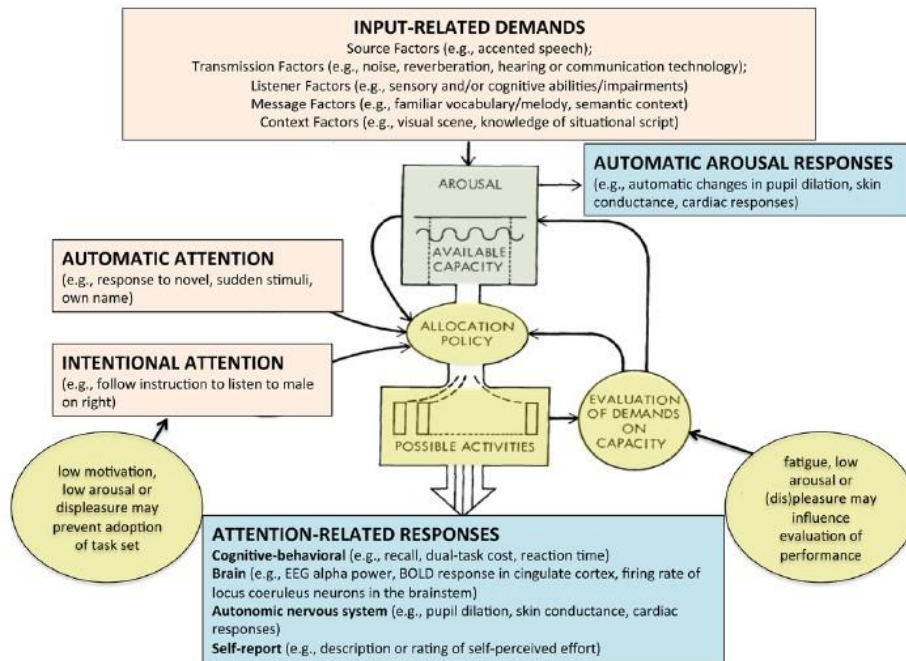 INPUT-RELATED DEMANDS
Source Factors (e.g., accented speech);
Transmission Factors (e.g., noise, reverberation, hearing or communication technology);
Listener Factors (e.g., sensory and/or cognitive abilities/impairments)
Message Factors (e.g., familiar vocabulary/melody, semantic context)
Context Factors (e.g., visual scene, knowledge of situational script)
AROUSAL
AVAILABLE
CAPACITY
AUTOMATIC AROUSAL RESPONSES
(e.g., automatic changes in pupil dilation, skin
conductance, cardiac responses)
AUTOMATIC ATTENTION
(e.g., response to novel, sudden stimuli,
own name)
ALLOCATION
POLICY
INTENTIONAL ATTENTION
(e.g., follow instruction to listen to male
on right)
EVALUATION
OF DEMANDS
ON
CAPACITY
POSSIBLE ACTIVITIES
low motivation,
low arousal or
displeasure may
prevent adoption
of task set
fatigue, low
arousal or
(dis)pleasure may
influence
evaluation of
performance
ATTENTION-RELATED RESPONSES
Cognitive-behavioral (e.g., recall, dual-task cost, reaction time)
Brain (e.g., EEG alpha power, BOLD response in cingulate cortex, firing rate of
locus coeruleus neurons in the brainstem)
Autonomic nervous system (e.g., pupil dilation, skin conductance, cardiac
responses)
Self-report (e.g., description or rating of self-perceived effort)